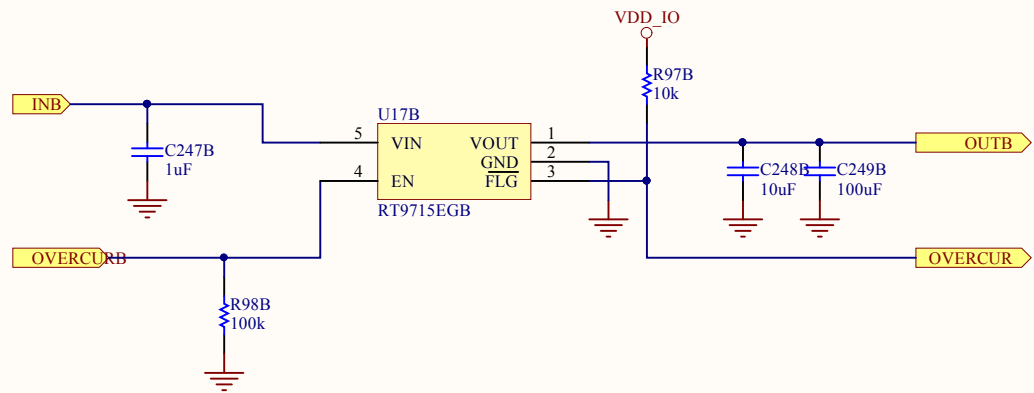 VDD_IO
R97B
10k
INB
C247B
1uF
U17B
5
VIN
4
EN
VOUT
1
GND
2
FLG
3
RT9715EGB
OUTB
C248B
10uF
C249B
100uF
OVERCURB
OVERCUR
R98B
100k